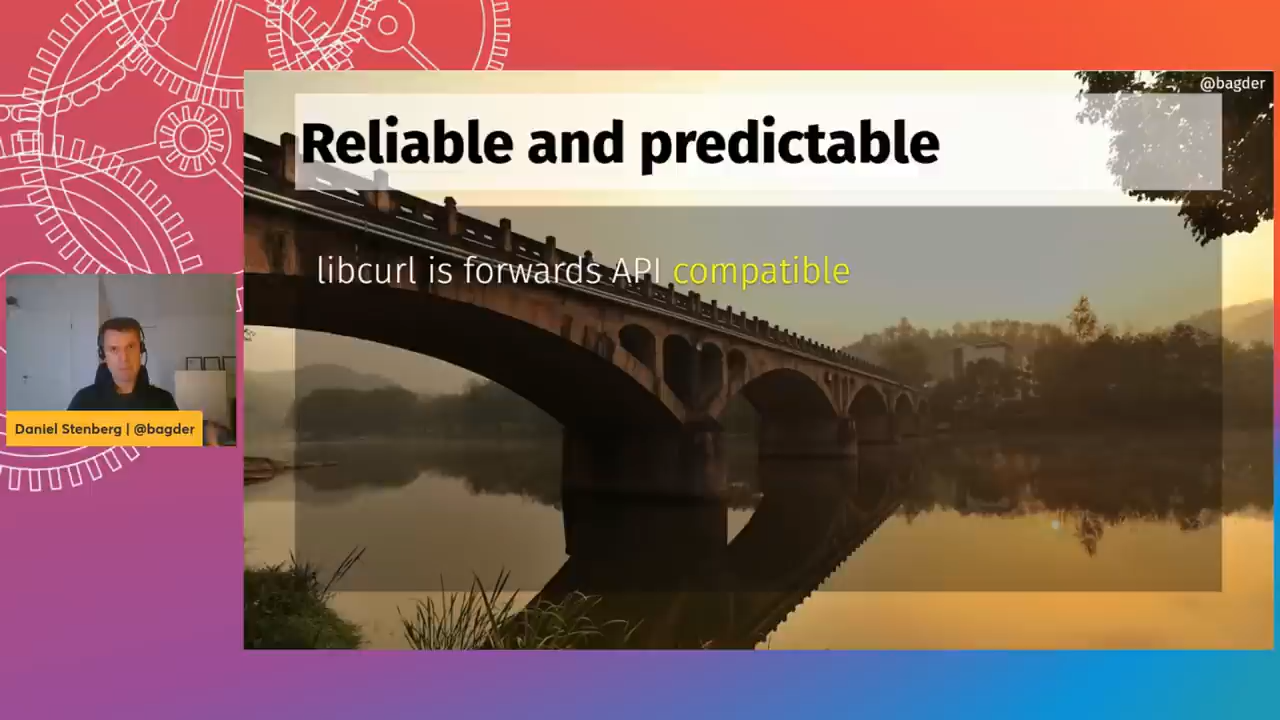 @bagder
Reliable and predictable
libcurl is forwards API compatible
Daniel Stenberg | @bagder